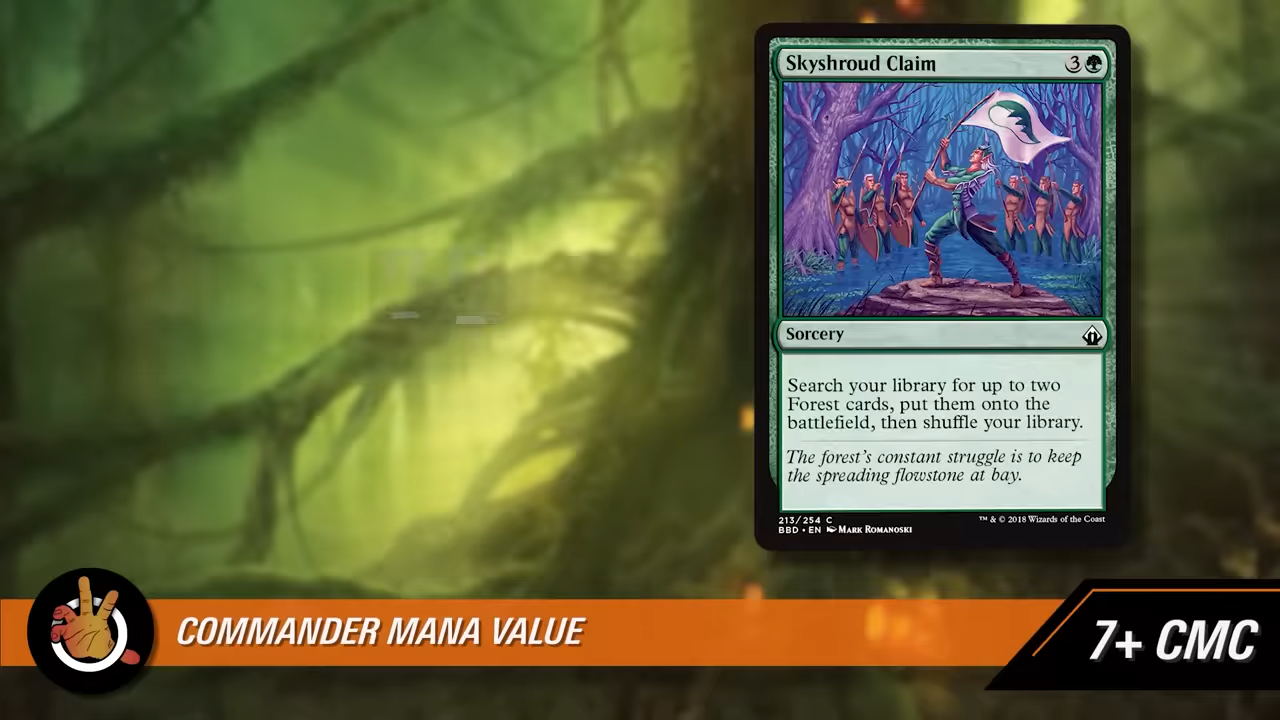 Skyshroud Claim 3
Sorcery
Search your library for up to two
Forest cards, put them onto the
battlefield, then shuffle your library.
The forest's constant struggle is to keep
the spreading flowstone at bay.
213/254 C
™ & © 2018 Wizards of the Coast
BBD • EN Mark Romanoski
COMMANDER MANA VALUE
7+ CMC